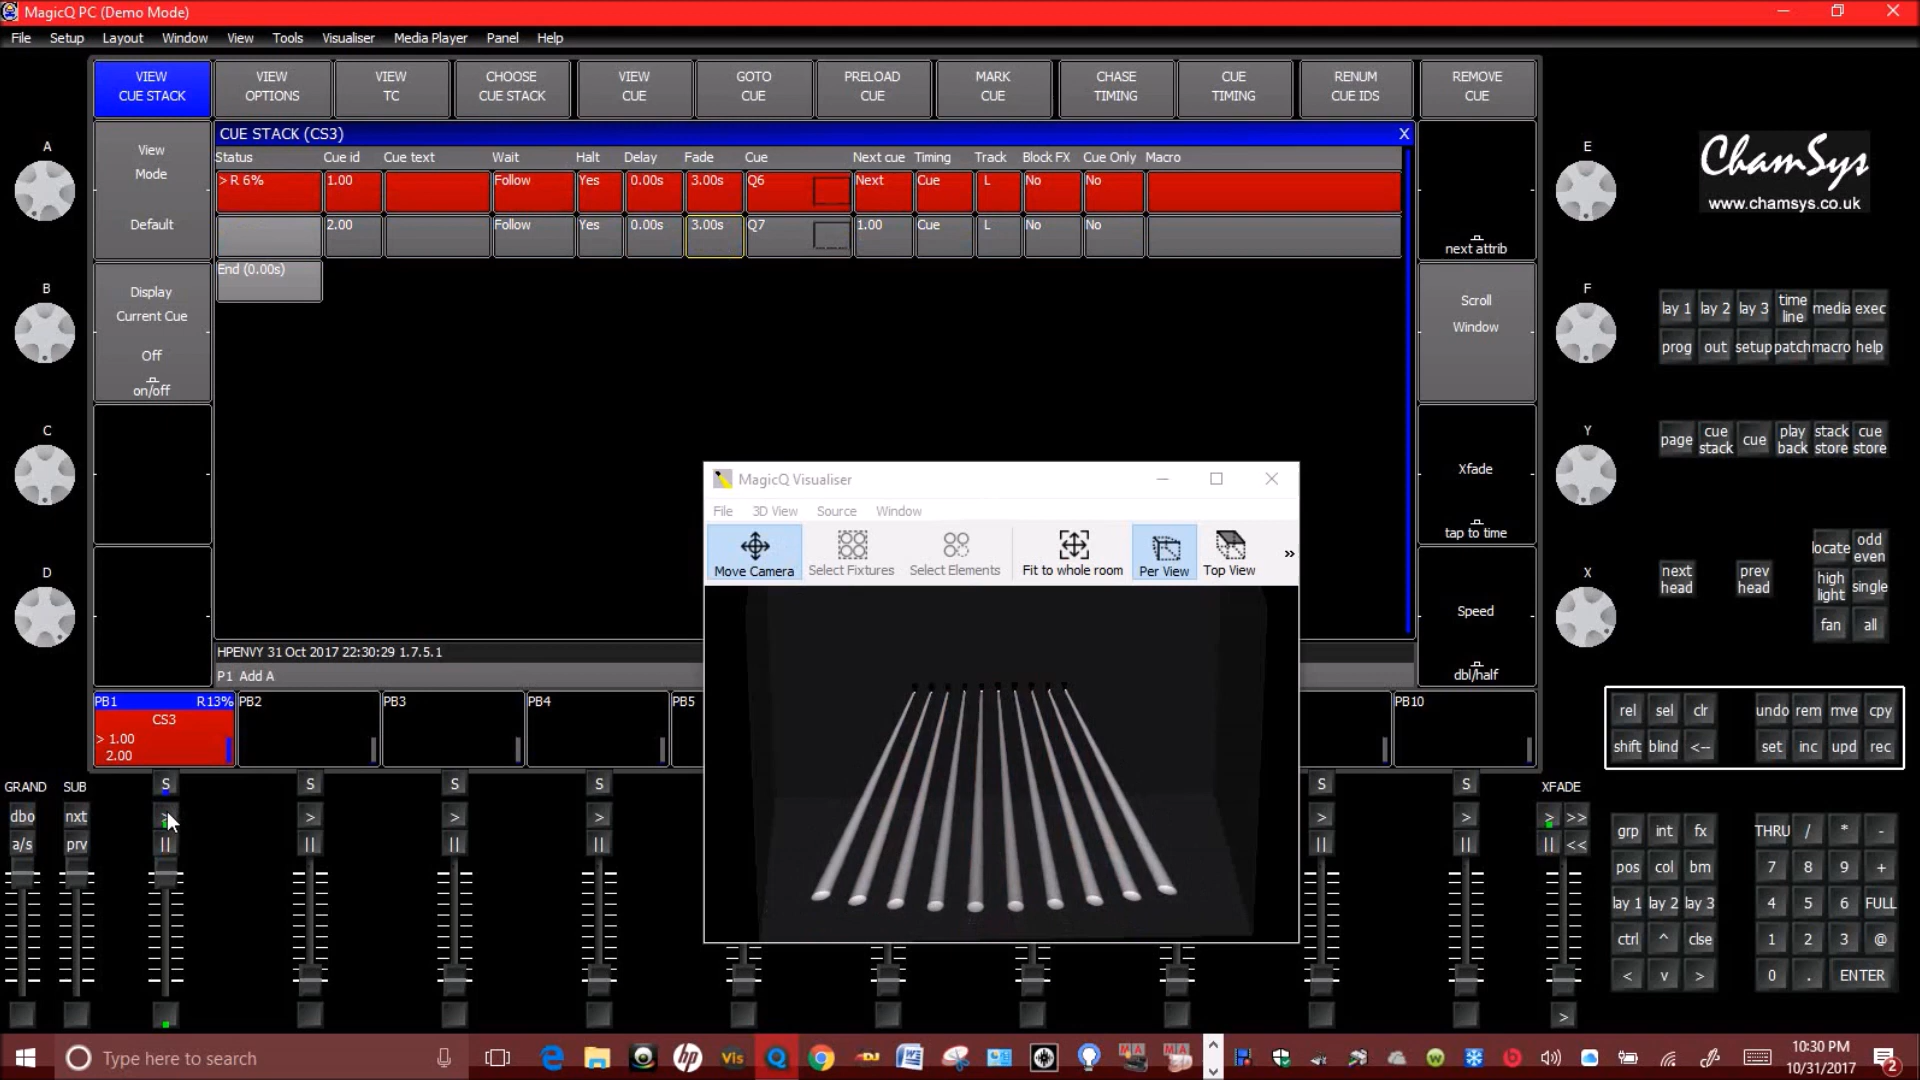 MagicQ PC (Demo Mode)
File Setup Layout Window View Tools Visualiser Media Player Panel Help
VIEW CUE STACK
VIEW OPTIONS
VIEW TC
CHOOSE CUE STACK
VIEW CUE
GOTO CUE
PRELOAD CUE
MARK CUE
CHASE TIMING
CUE TIMING
RENUM CUE IDS
REMOVE CUE
CUE STACK (CS3) X
Status Cue id Cue text Wait Halt Delay Fade Cue Next cue Timing Track Block FX Cue Only Macro
> R 6% 1.00 Follow Yes 0.00s 3.00s Q6 Next Cue L No No
2.00 Follow Yes 0.00s 3.00s Q7 1.00 Cue L No No
End (0.00s)
A
View
Mode
Default
B
Display
Current Cue
Off
on/off
C
D
E
next attrib
F
Scroll
Window
Y
Xfade
tap to time
X
Speed
dbl/half
ChamSys
www.chamsys.co.uk
lay 1 lay 2 lay 3 time line media exec
prog out setup patch macro help
page cue stack cue play back stack store cue store
locate odd even
next head prev head high light single
fan all
MagicQ Visualiser
File 3D View Source Window
Move Camera Select Fixtures Select Elements Fit to whole room Per View Top View »
HPENVY 31 Oct 2017 22:30:29 1.7.5.1
P1 Add A
PB1 R13% PB2 PB3 PB4 PB5 PB10
CS3
> 1.00
2.00
rel sel clr undo rem mve cpy
shift blind <-- set inc upd rec
GRAND SUB S S S S S S XFADE
dbo nxt > > > > > > > >>
a/s prv || || || || || || || <<
grp int fx THRU / * -
pos col bm 7 8 9 +
lay 1 lay 2 lay 3 4 5 6 FULL
ctrl ^ clse 1 2 3 @
< v > 0 . ENTER
>
Type here to search
Vis
10:30 PM
10/31/2017
2